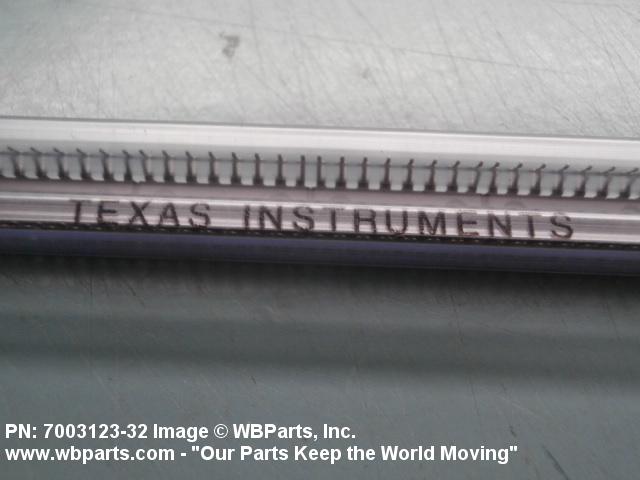 TEXAS INSTRUMENTS
PN: 7003123-32 Image © WBParts, Inc.
www.wbparts.com - "Our Parts Keep the World Moving"